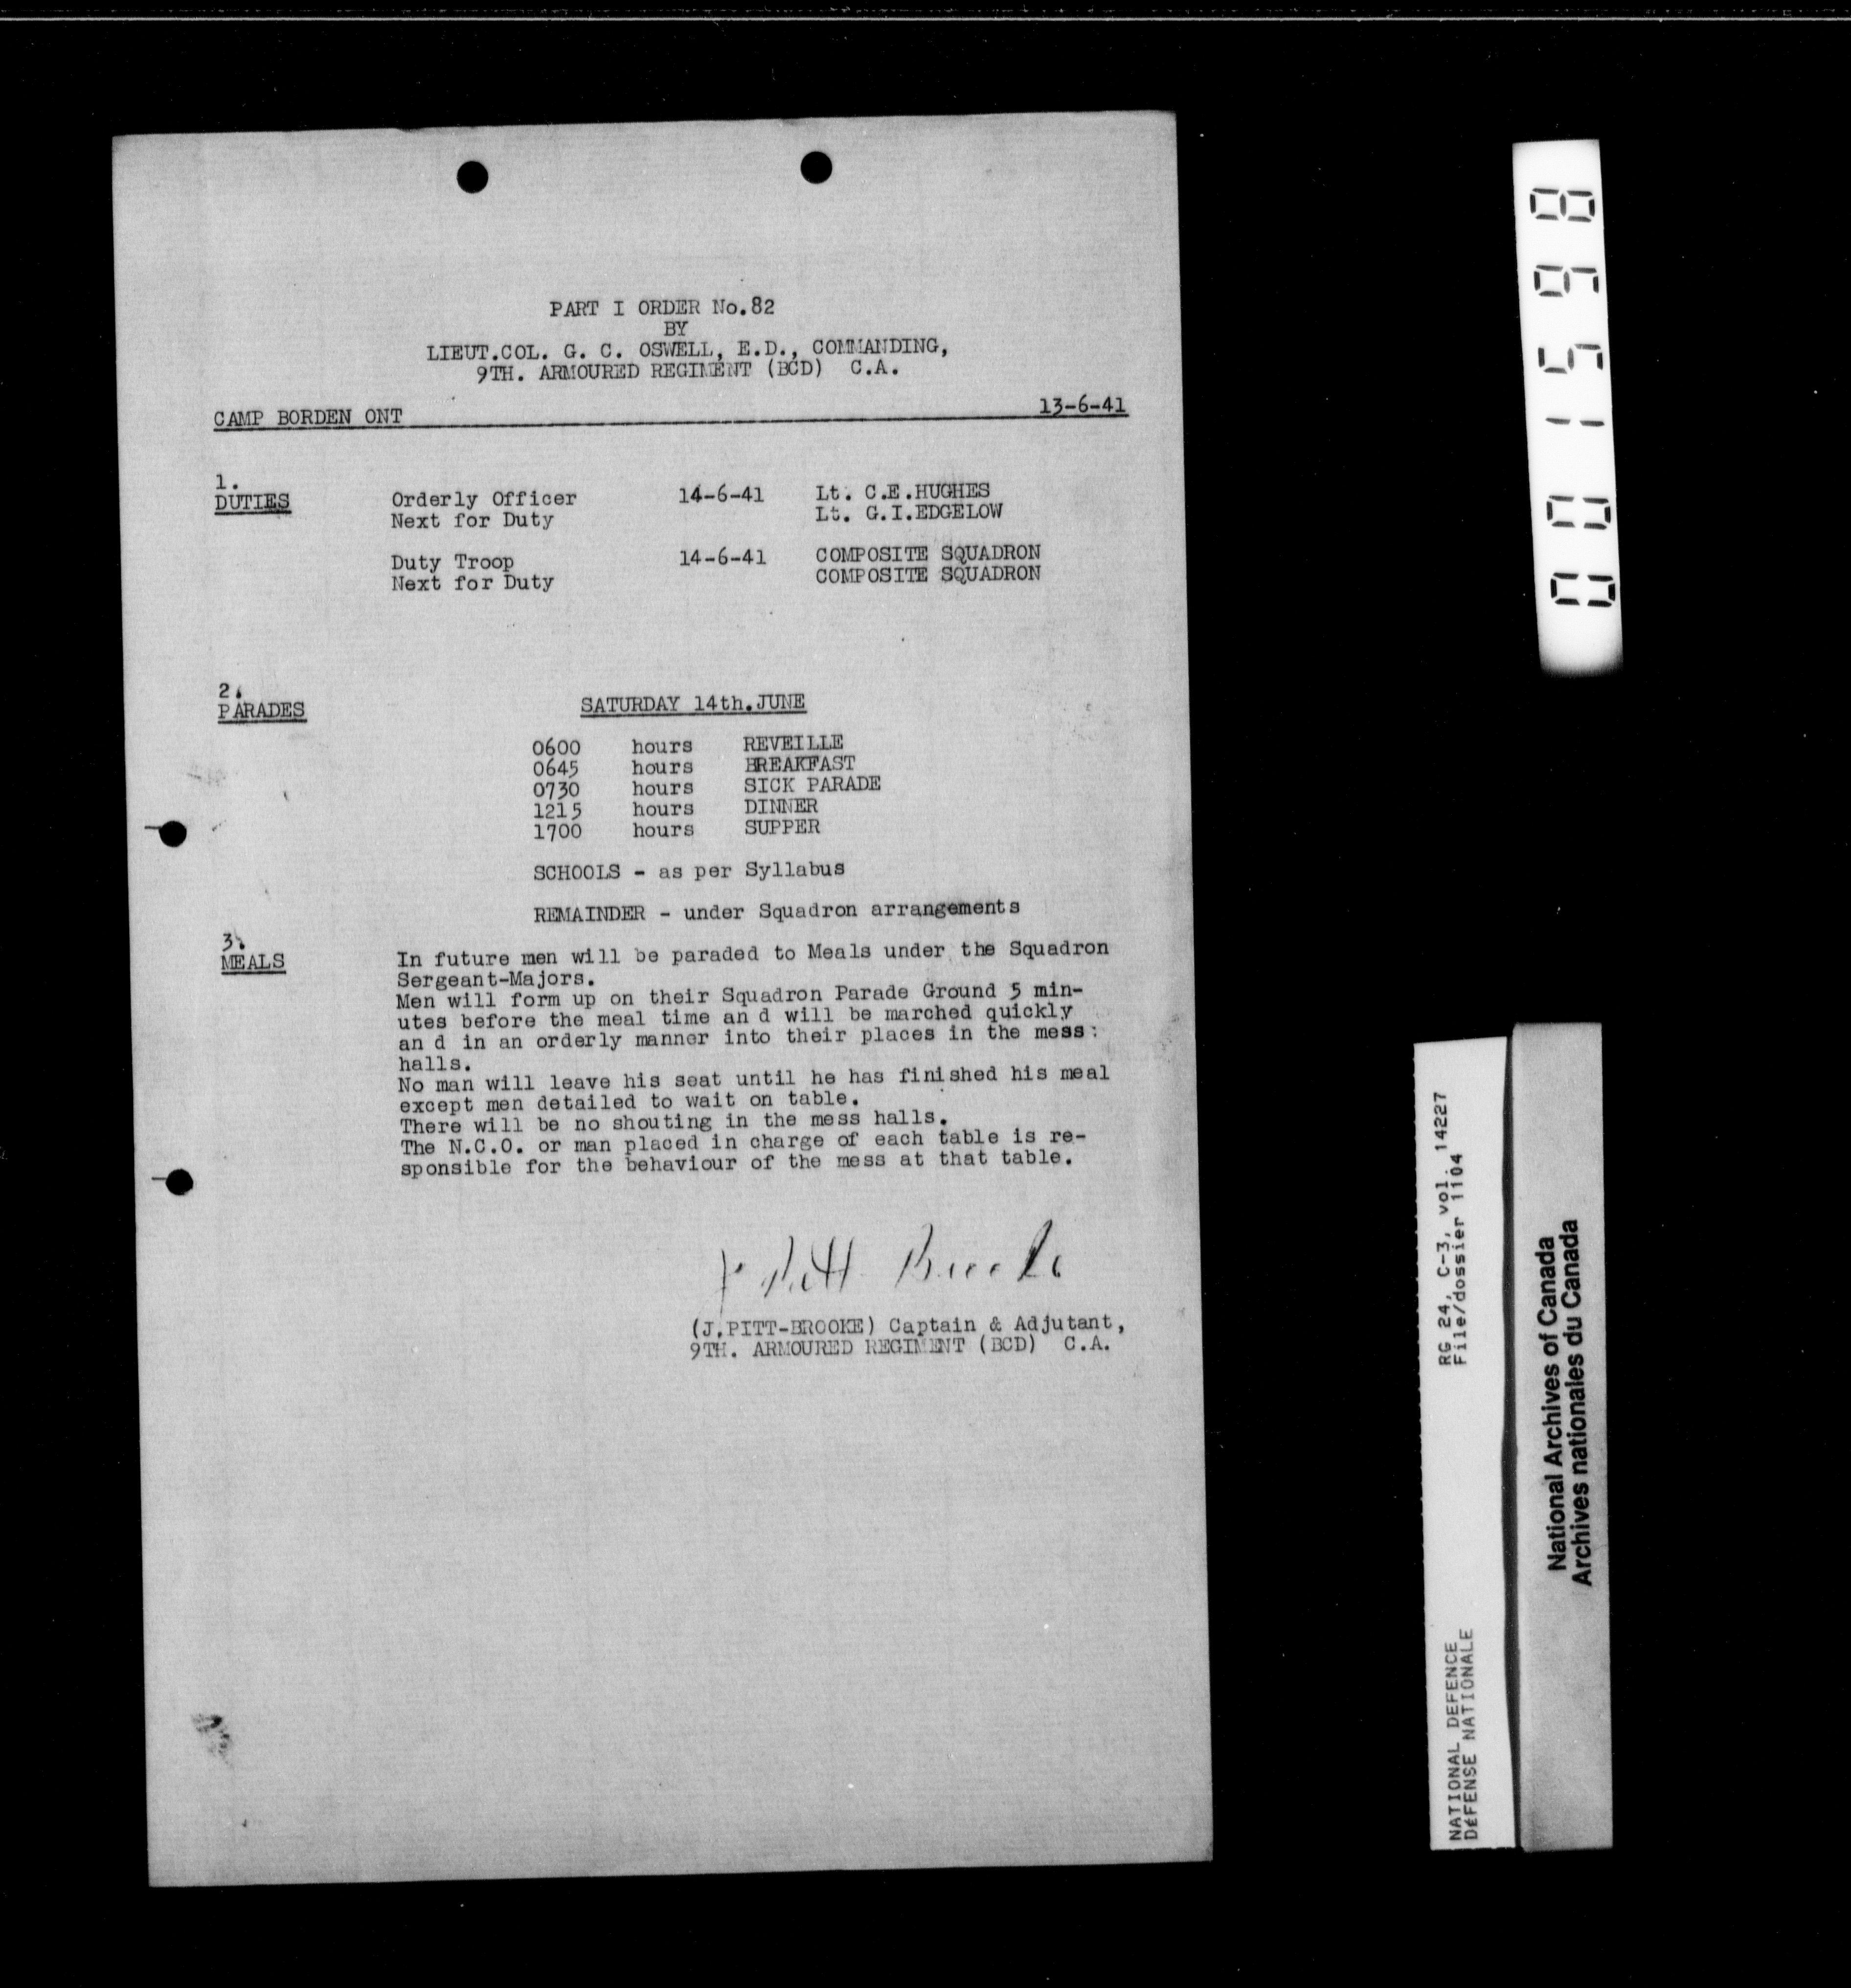 PART I ORDER No.82
BY
LIEUT.COL. G. C. OSWELL, E.D., COMMANDING,
9TH. ARMOURED REGIMENT (BCD) C.A.
CAMP BORDEN ONT 13-6-41
1.
DUTIES Orderly Officer 14-6-41 Lt. C.E.HUGHES
Next for Duty Lt. G.I.EDGELOW
Duty Troop 14-6-41 COMPOSITE SQUADRON
Next for Duty COMPOSITE SQUADRON
2.
PARADES SATURDAY 14th.JUNE
0600 hours REVEILLE
0645 hours BREAKFAST
0730 hours SICK PARADE
1215 hours DINNER
1700 hours SUPPER
SCHOOLS - as per Syllabus
REMAINDER - under Squadron arrangements
3.
MEALS In future men will be paraded to Meals under the Squadron
Sergeant-Majors.
Men will form up on their Squadron Parade Ground 5 min-
utes before the meal time an d will be marched quickly
an d in an orderly manner into their places in the mess:
halls.
No man will leave his seat until he has finished his meal
except men detailed to wait on table.
There will be no shouting in the mess halls.
The N.C.O. or man placed in charge of each table is re-
sponsible for the behaviour of the mess at that table.
J Pitt Brooke
(J.PITT-BROOKE) Captain & Adjutant,
9TH. ARMOURED REGIMENT (BCD) C.A.
001598
RG 24, C-3, vol. 14227
File/dossier 1104
NATIONAL DEFENCE
DéFENSE NATIONALE
National Archives of Canada
Archives nationales du Canada